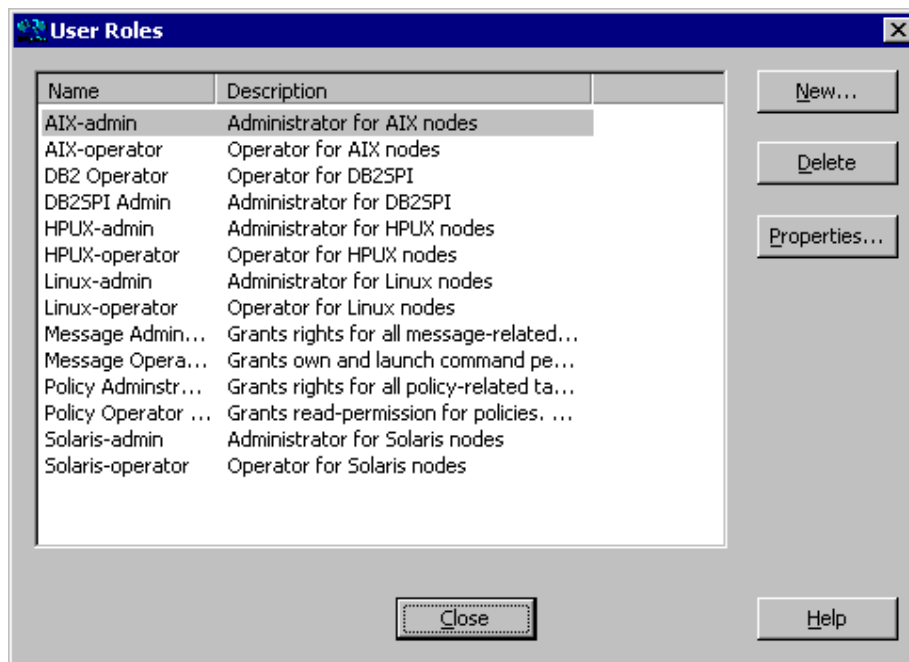 User Roles
Name Description
AIX-admin Administrator for AIX nodes
AIX-operator Operator for AIX nodes
DB2 Operator Operator for DB2SPI
DB2SPI Admin Administrator for DB2SPI
HPUX-admin Administrator for HPUX nodes
HPUX-operator Operator for HPUX nodes
Linux-admin Administrator for Linux nodes
Linux-operator Operator for Linux nodes
Message Admin... Grants rights for all message-related...
Message Opera... Grants own and launch command pe...
Policy Adminstr... Grants rights for all policy-related ta...
Policy Operator ... Grants read-permission for policies. ...
Solaris-admin Administrator for Solaris nodes
Solaris-operator Operator for Solaris nodes
New...
Delete
Properties...
Close
Help